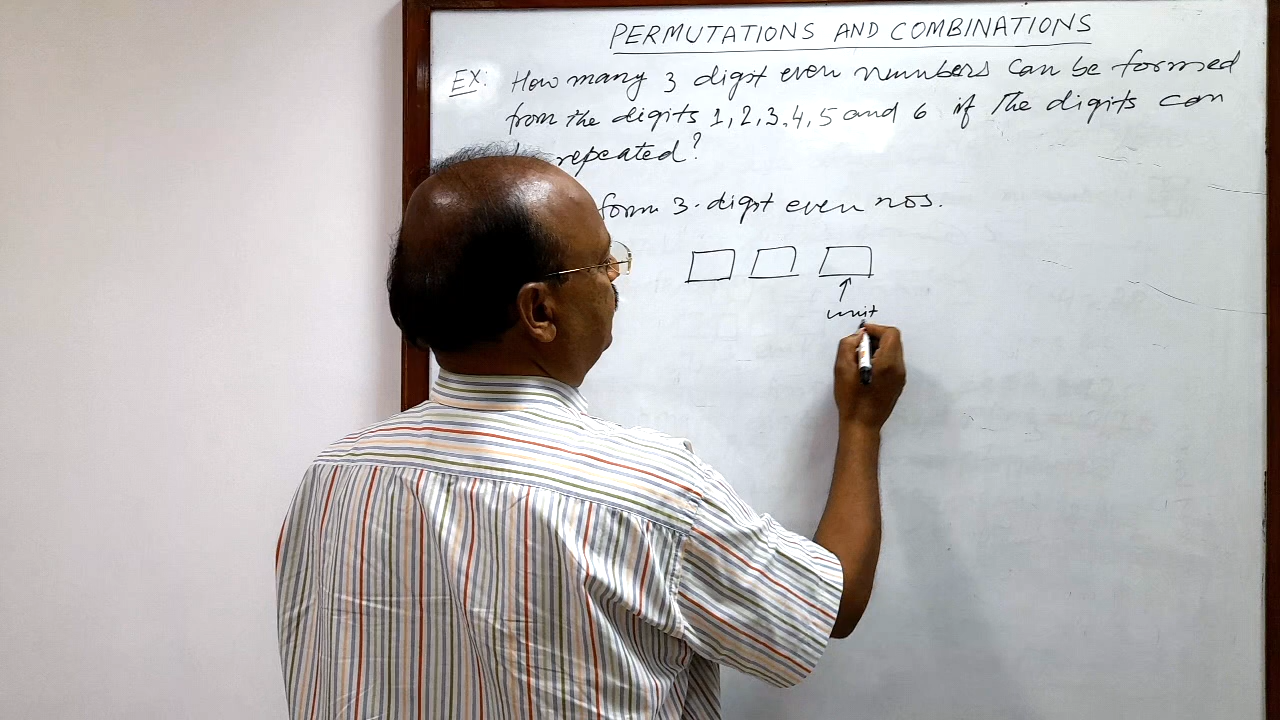 PERMUTATIONS AND COMBINATIONS
EX: How many 3 digit even numbers can be formed
from the digits 1, 2, 3, 4, 5 and 6 if the digits can
repeated?
form 3-digit even nos.
unit